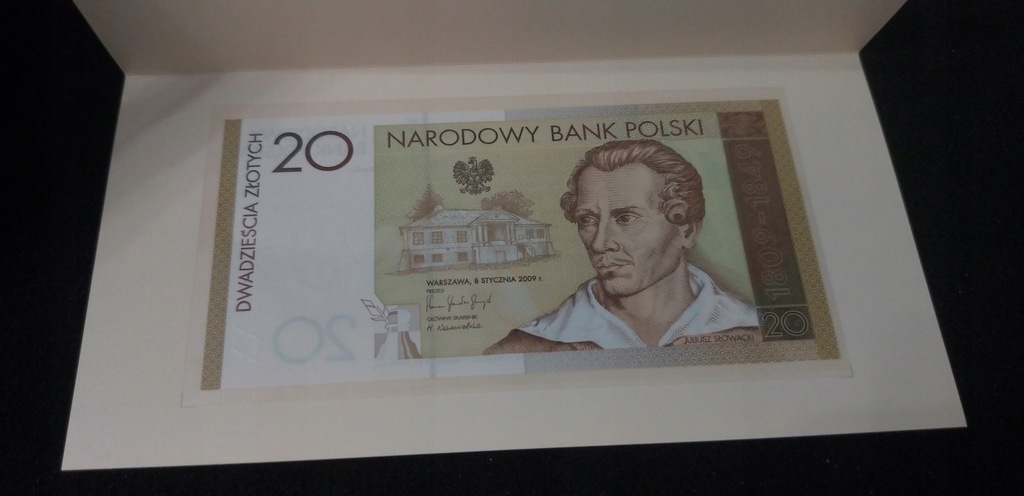 DWADZIEŚCIA ZŁOTYCH
20
NARODOWY BANK POLSKI
WARSZAWA, 8 STYCZNIA 2009 r.
PREZES
GŁÓWNY SKARBNIK
1809-1849
20
JULIUSZ SŁOWACKI
20